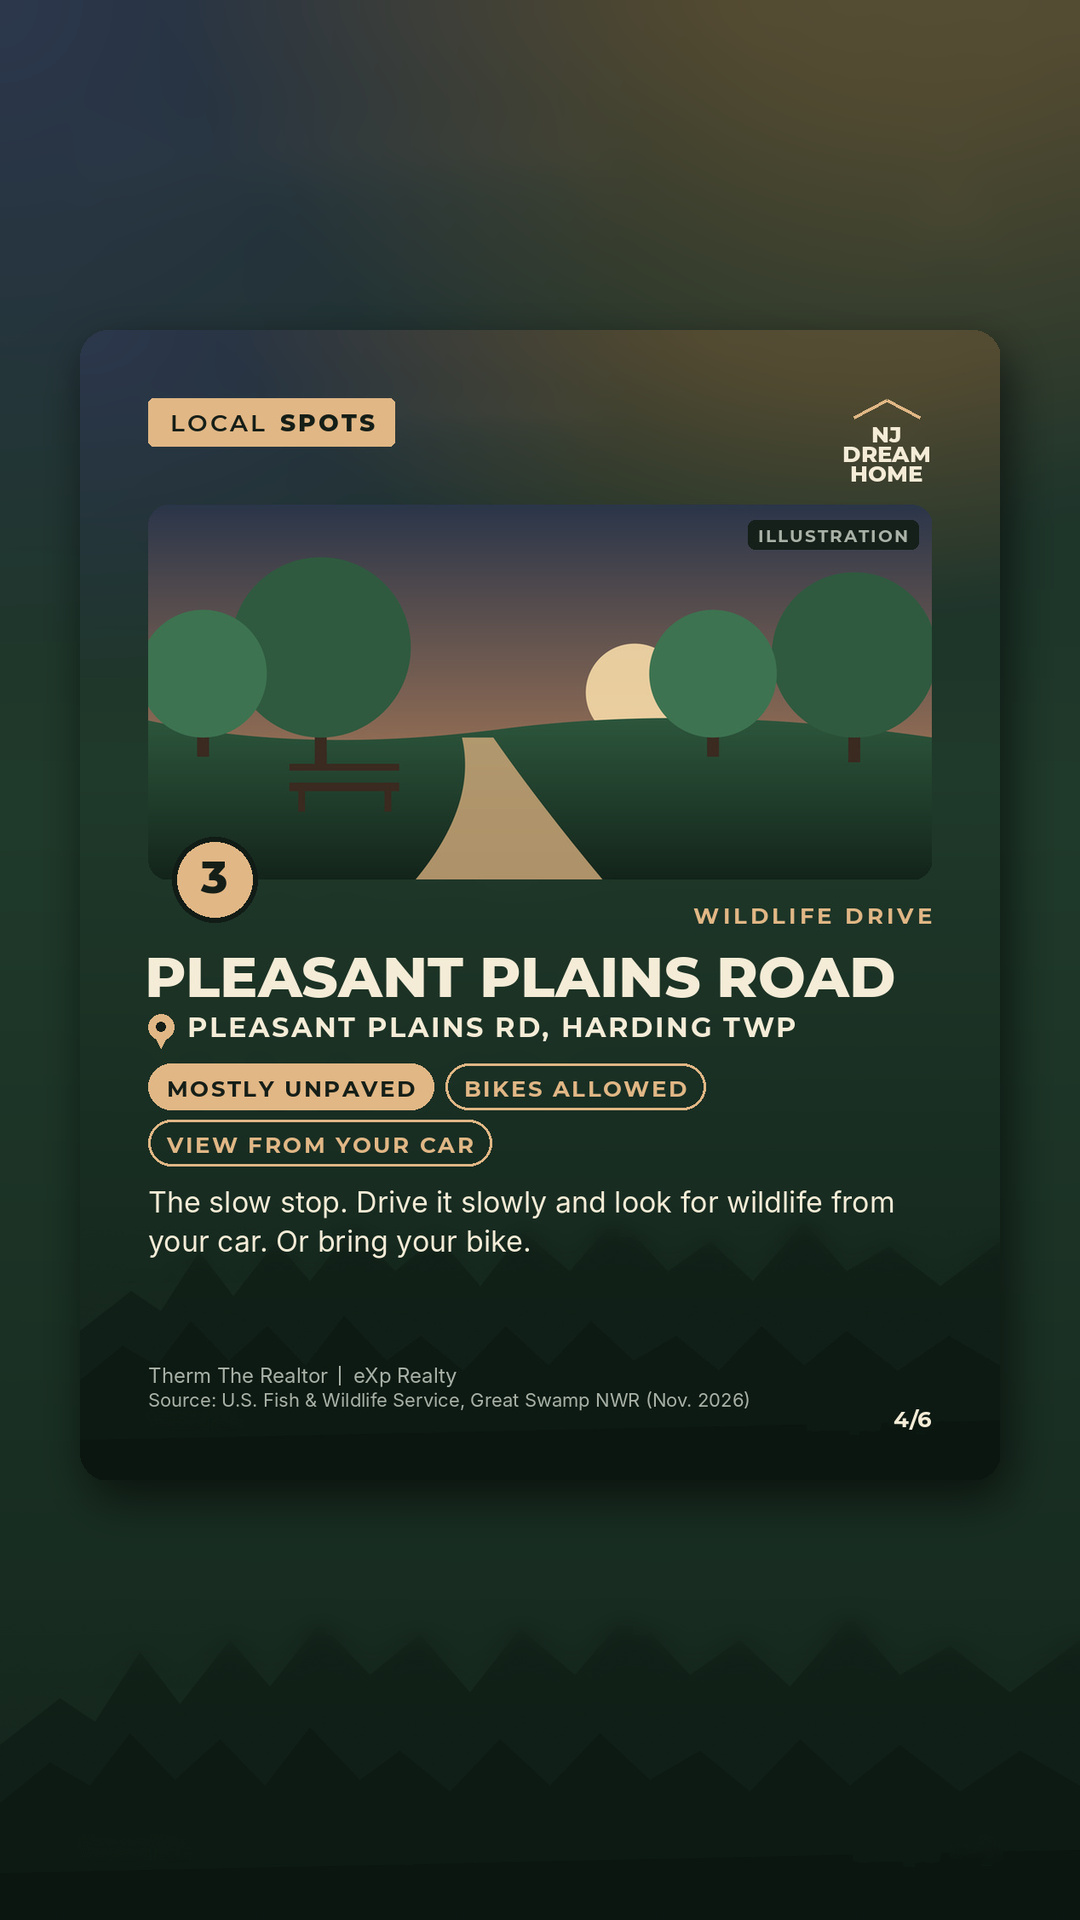 LOCAL SPOTS
NJ
DREAM
HOME
ILLUSTRATION
3
WILDLIFE DRIVE
PLEASANT PLAINS ROAD
PLEASANT PLAINS RD, HARDING TWP
MOSTLY UNPAVED
BIKES ALLOWED
VIEW FROM YOUR CAR
The slow stop. Drive it slowly and look for wildlife from
your car. Or bring your bike.
Therm The Realtor | eXp Realty
Source: U.S. Fish & Wildlife Service, Great Swamp NWR (Nov. 2026)
4/6